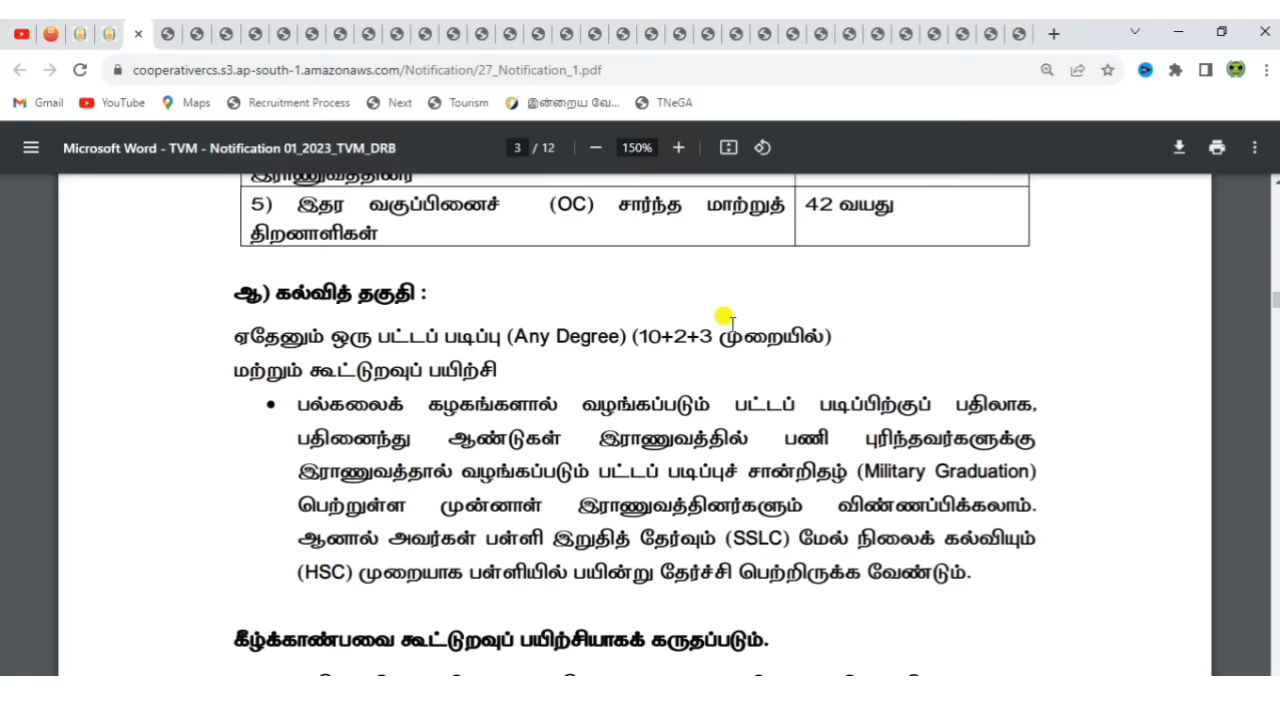 cooperativercs.s3.ap-south-1.amazonaws.com/Notification/27_Notification_1.pdf
Gmail YouTube Maps Recruitment Process Next Tourism இன்றைய வே... TNeGA
Microsoft Word - TVM - Notification 01_2023_TVM_DRB 3 / 12 150%
இராணுவத்தினர்
5) இதர வகுப்பினைச் (OC) சார்ந்த மாற்றுத் 42 வயது
திறனாளிகள்
ஆ) கல்வித் தகுதி :
ஏதேனும் ஒரு பட்டப் படிப்பு (Any Degree) (10+2+3 முறையில்)
மற்றும் கூட்டுறவுப் பயிற்சி
• பல்கலைக் கழகங்களால் வழங்கப்படும் பட்டப் படிப்பிற்குப் பதிலாக,
பதினைந்து ஆண்டுகள் இராணுவத்தில் பணி புரிந்தவர்களுக்கு
இராணுவத்தால் வழங்கப்படும் பட்டப் படிப்புச் சான்றிதழ் (Military Graduation)
பெற்றுள்ள முன்னாள் இராணுவத்தினர்களும் விண்ணப்பிக்கலாம்.
ஆனால் அவர்கள் பள்ளி இறுதித் தேர்வும் (SSLC) மேல் நிலைக் கல்வியும்
(HSC) முறையாக பள்ளியில் பயின்று தேர்ச்சி பெற்றிருக்க வேண்டும்.
கீழ்க்காண்பவை கூட்டுறவுப் பயிற்சியாகக் கருதப்படும்.